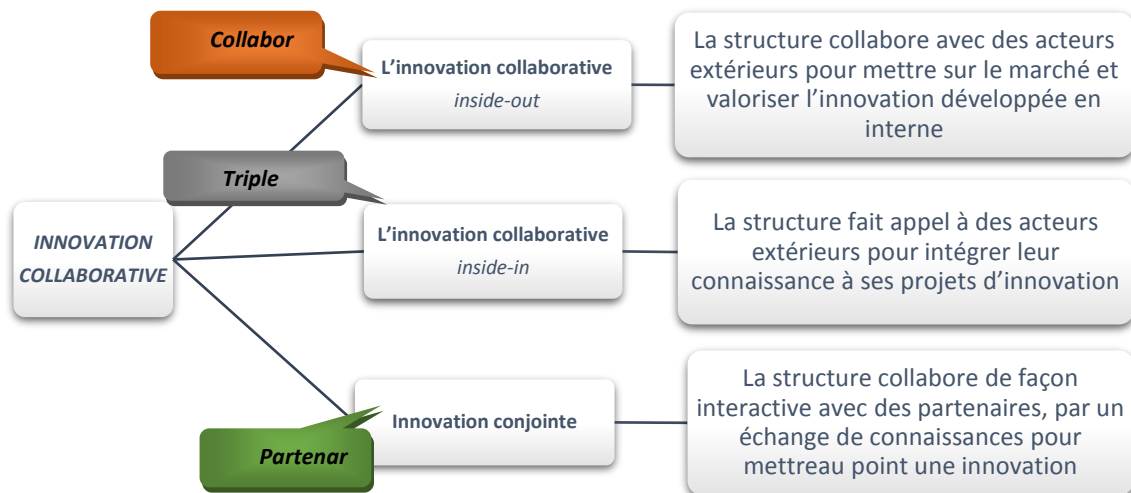 Collabor
L'innovation collaborative
inside-out
La structure collabore avec des acteurs
extérieurs pour mettre sur le marché et
valoriser l'innovation développée en
interne
Triple
INNOVATION
COLLABORATIVE
L'innovation collaborative
inside-in
La structure fait appel à des acteurs
extérieurs pour intégrer leur
connaissance à ses projets d'innovation
Partenar
Innovation conjointe
La structure collabore de façon
interactive avec des partenaires, par un
échange de connaissances pour
mettreau point une innovation